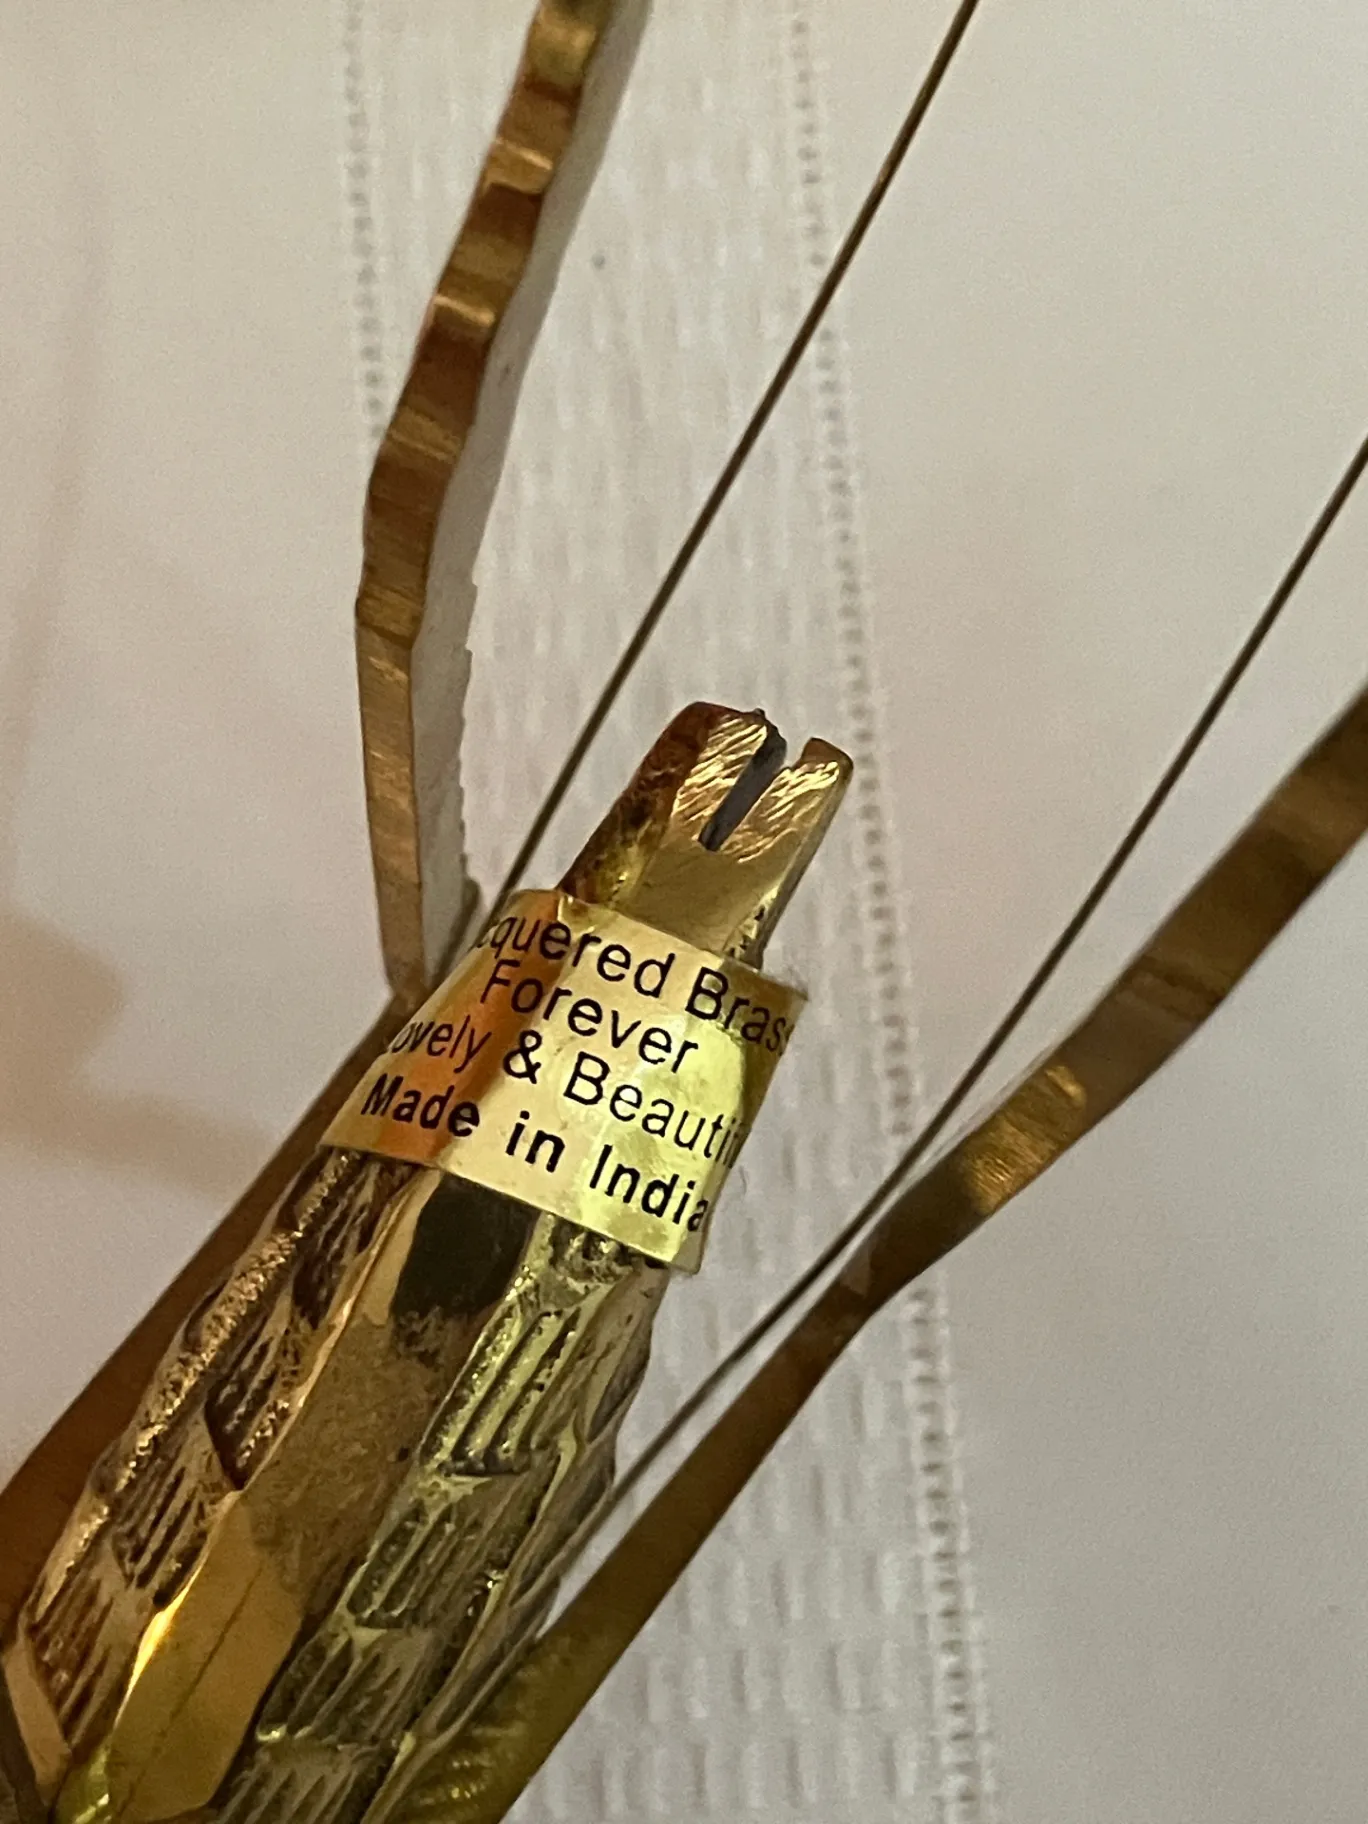 cquered Brass
Forever
ovely & Beauti
Made in India